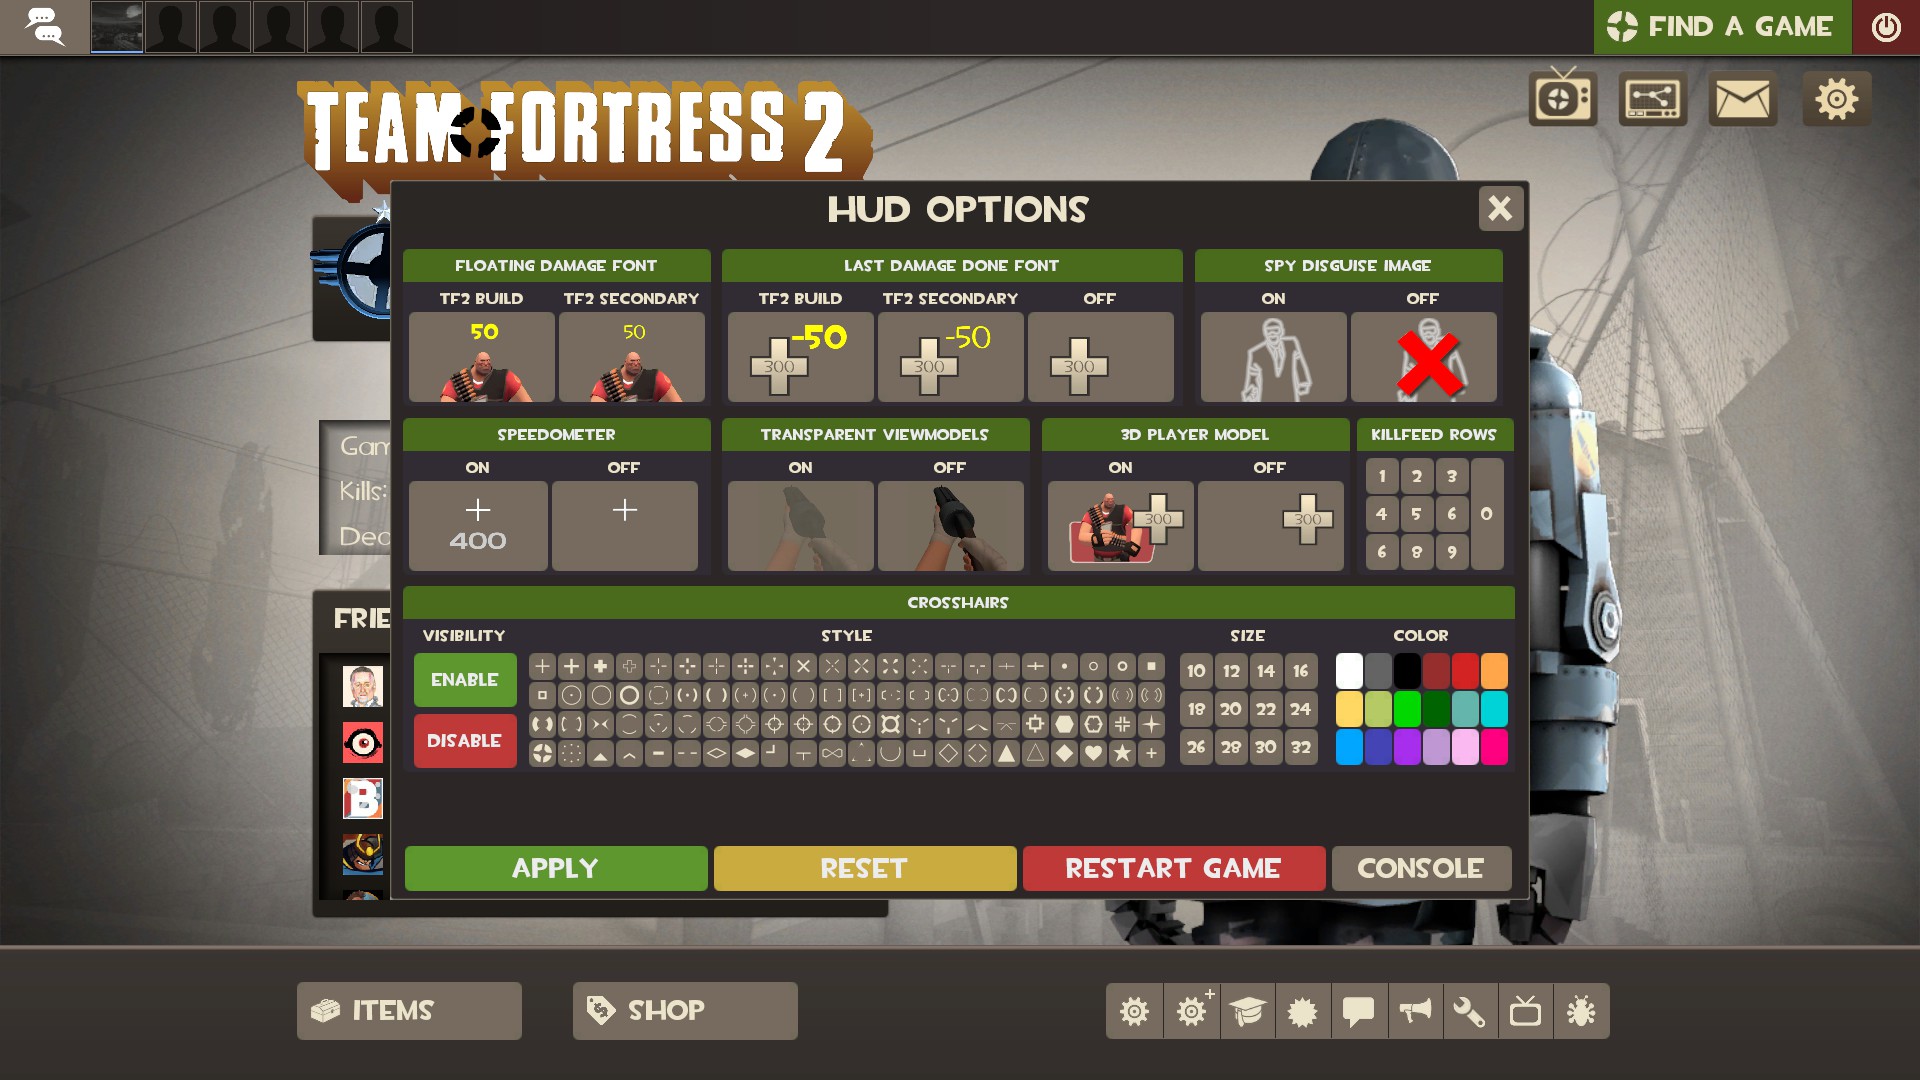 FIND A GAME
TEAM FORTRESS 2
HUD OPTIONS
FLOATING DAMAGE FONT
LAST DAMAGE DONE FONT
SPY DISGUISE IMAGE
TF2 BUILD
TF2 SECONDARY
TF2 BUILD
TF2 SECONDARY
OFF
ON
OFF
50
50
-50
300
-50
300
300
SPEEDOMETER
TRANSPARENT VIEWMODELS
3D PLAYER MODEL
KILLFEED ROWS
ON
OFF
ON
OFF
ON
OFF
400
300
300
1 2 3
4 5 6 0
6 8 9
Kills:
CROSSHAIRS
VISIBILITY
STYLE
SIZE
COLOR
ENABLE
DISABLE
10 12 14 16
18 20 22 24
26 28 30 32
APPLY
RESET
RESTART GAME
CONSOLE
ITEMS
SHOP